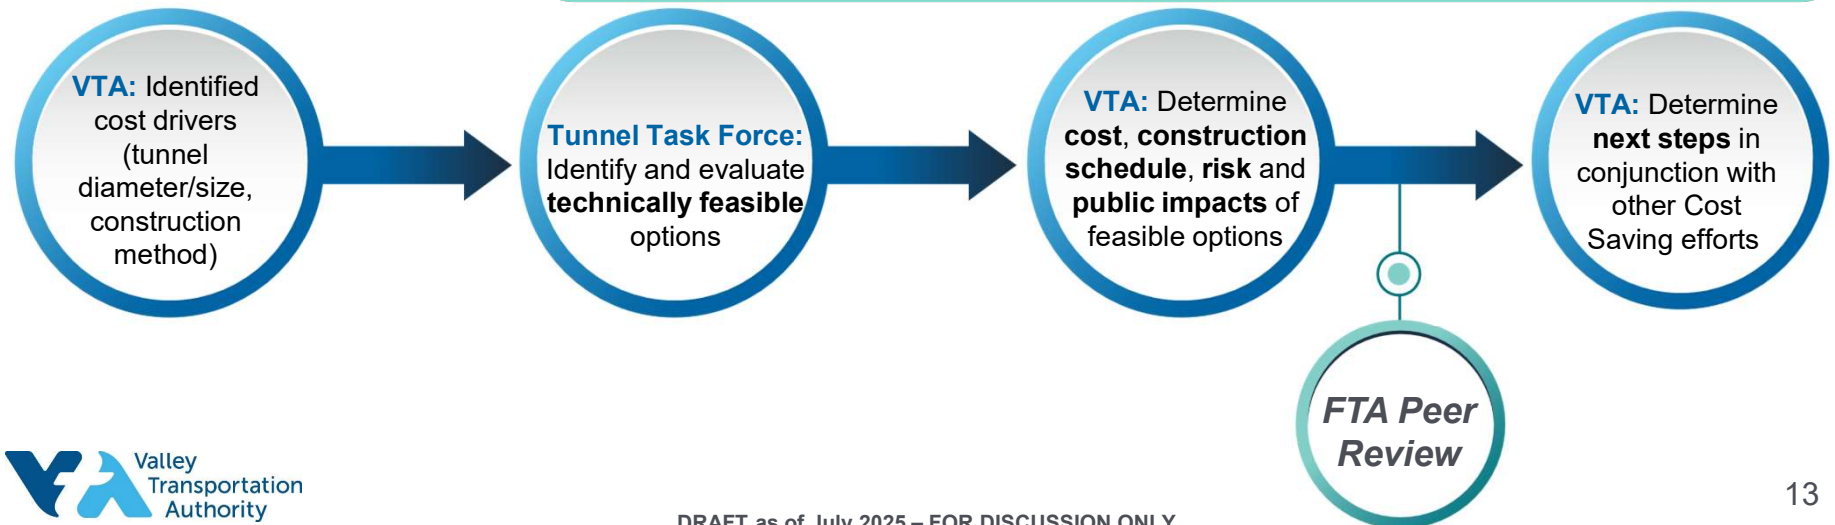 VTA: Identified
cost drivers
(tunnel
diameter/size,
construction
method)
Tunnel Task Force:
Identify and evaluate
technically feasible
options
VTA: Determine
cost, construction
schedule, risk and
public impacts of
feasible options
VTA: Determine
next steps in
conjunction with
other Cost
Saving efforts
FTA Peer
Review
Valley
Transportation
Authority
DRAFT as of July 2025 – FOR DISCUSSION ONLY
13